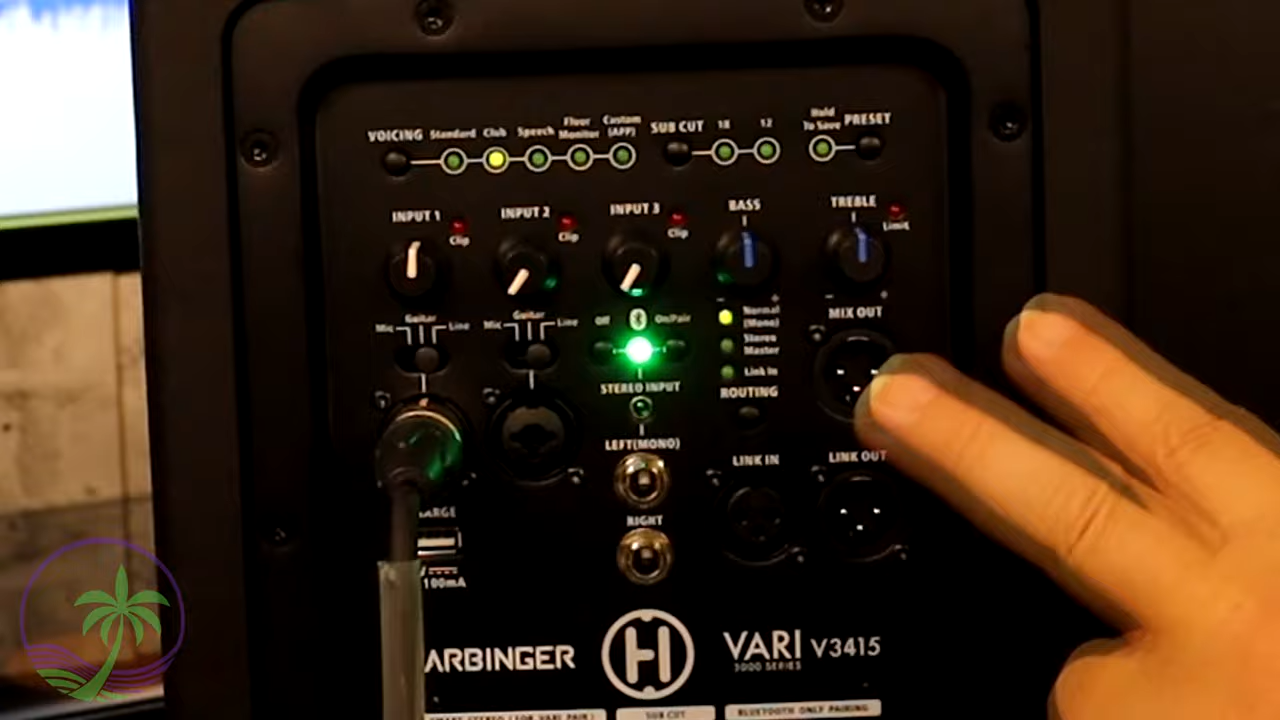 VOICING Standard Club Speech Floor Monitor Custom (APP) SUB CUT 18 12 Hold To Save PRESET
INPUT 1 Clip INPUT 2 Clip INPUT 3 Clip BASS TREBLE Limit
- + - +
Mic Guitar Line Mic Guitar Line Off On/Pair Normal (Mono) MIX OUT
Stereo Master
Link In
STEREO INPUT ROUTING
LEFT(MONO) LINK IN LINK OUT
RIGHT
ARGE
100mA
ARBINGER H VARI V3415
3000 SERIES
SUB CUT BLUETOOTH ONLY PAIRING